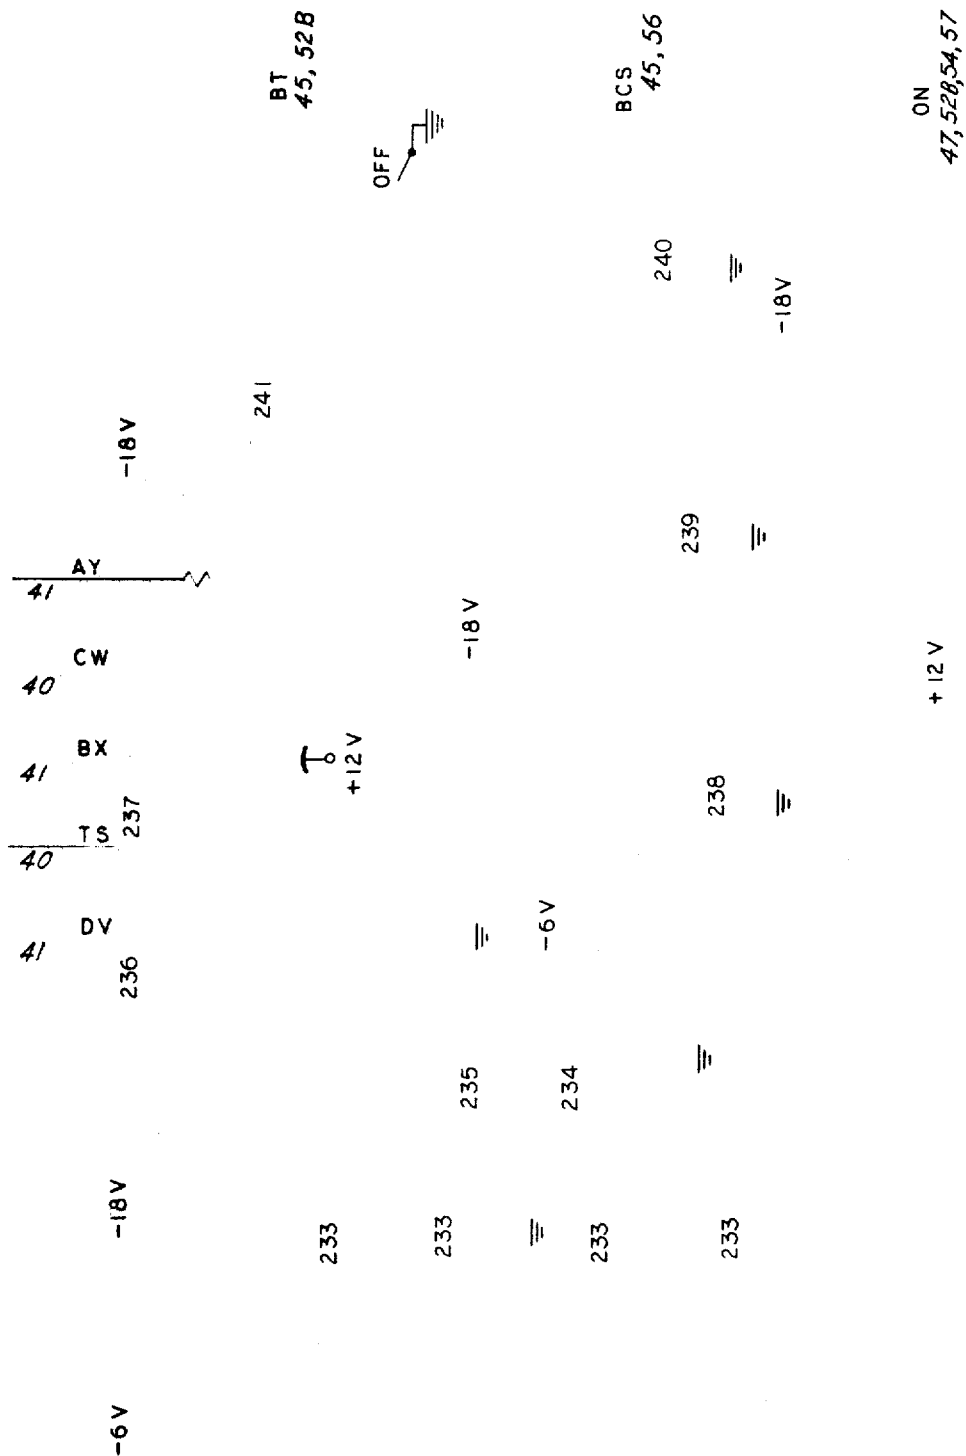 BT
45, 52B
OFF
BCS
45, 56
ON
47, 52B, 54, 57
240
-18V
241
-18V
239
AY
41
-18V
CW
40
+12V
BX
41
+12V
238
237
TS
40
DV
41
-6V
236
235
234
-18V
233
233
233
233
-6V